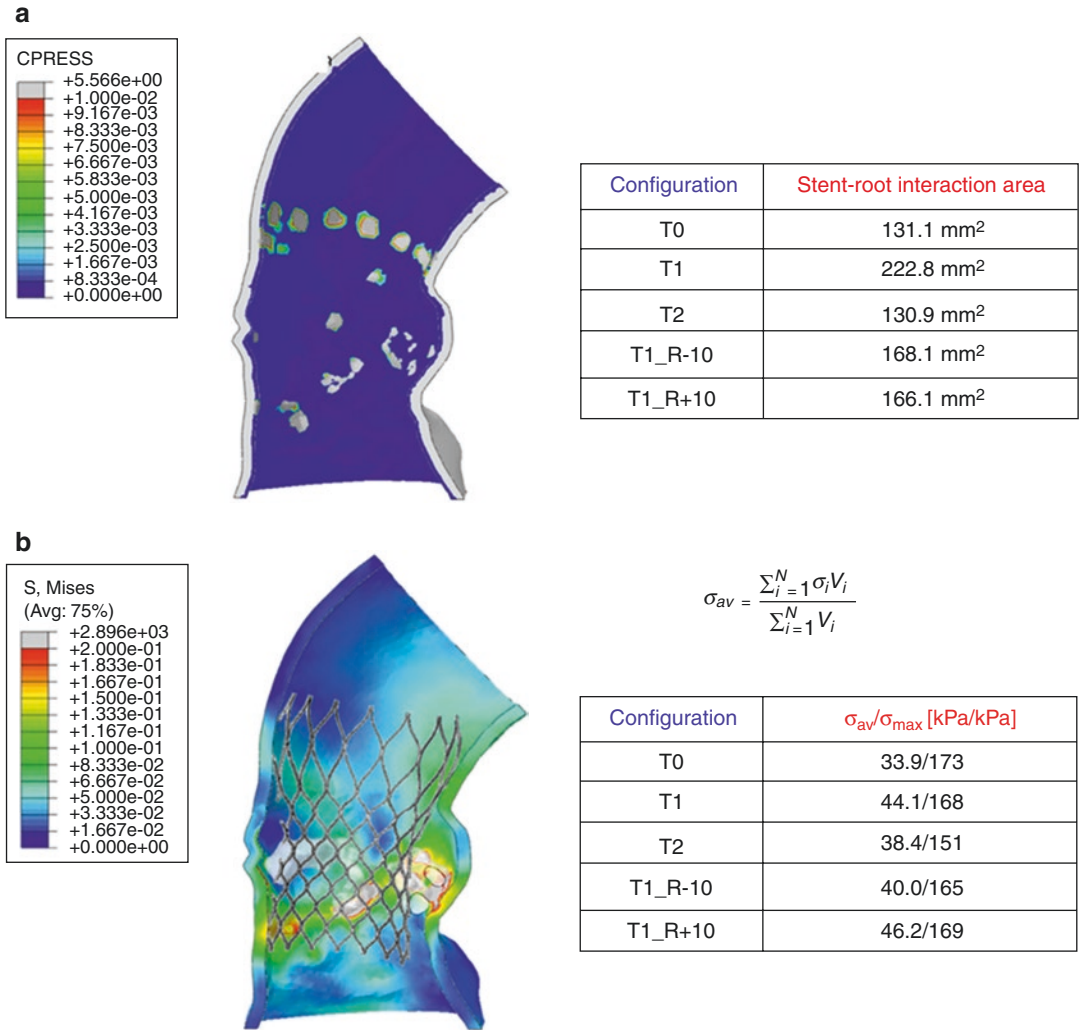 a
CPRESS
+5.566e+00
+1.000e-02
+9.167e-03
+8.333e-03
+7.500e-03
+6.667e-03
+5.833e-03
+5.000e-03
+4.167e-03
+3.333e-03
+2.500e-03
+1.667e-03
+8.333e-04
+0.000e+00
Configuration Stent-root interaction area
T0 131.1 mm²
T1 222.8 mm²
T2 130.9 mm²
T1_R-10 168.1 mm²
T1_R+10 166.1 mm²
b
S, Mises
(Avg: 75%)
+2.896e+03
+2.000e-01
+1.833e-01
+1.667e-01
+1.500e-01
+1.333e-01
+1.167e-01
+1.000e-01
+8.333e-02
+6.667e-02
+5.000e-02
+3.333e-02
+1.667e-02
+0.000e+00
σav = Σᴺi=1 σiVi / Σᴺi=1 Vi
Configuration σav/σmax [kPa/kPa]
T0 33.9/173
T1 44.1/168
T2 38.4/151
T1_R-10 40.0/165
T1_R+10 46.2/169